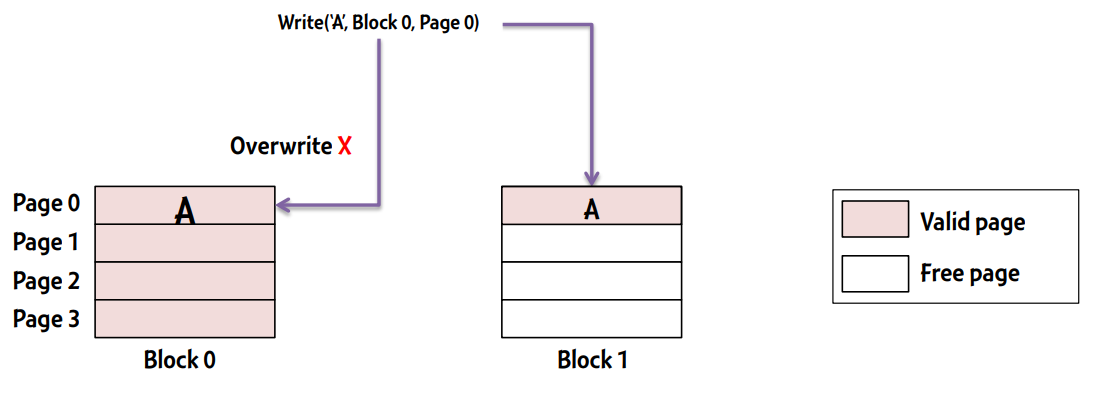 Write('A', Block 0, Page 0)
Overwrite X
Page 0
A
A
Page 1
Page 2
Page 3
Block 0
Block 1
Valid page
Free page